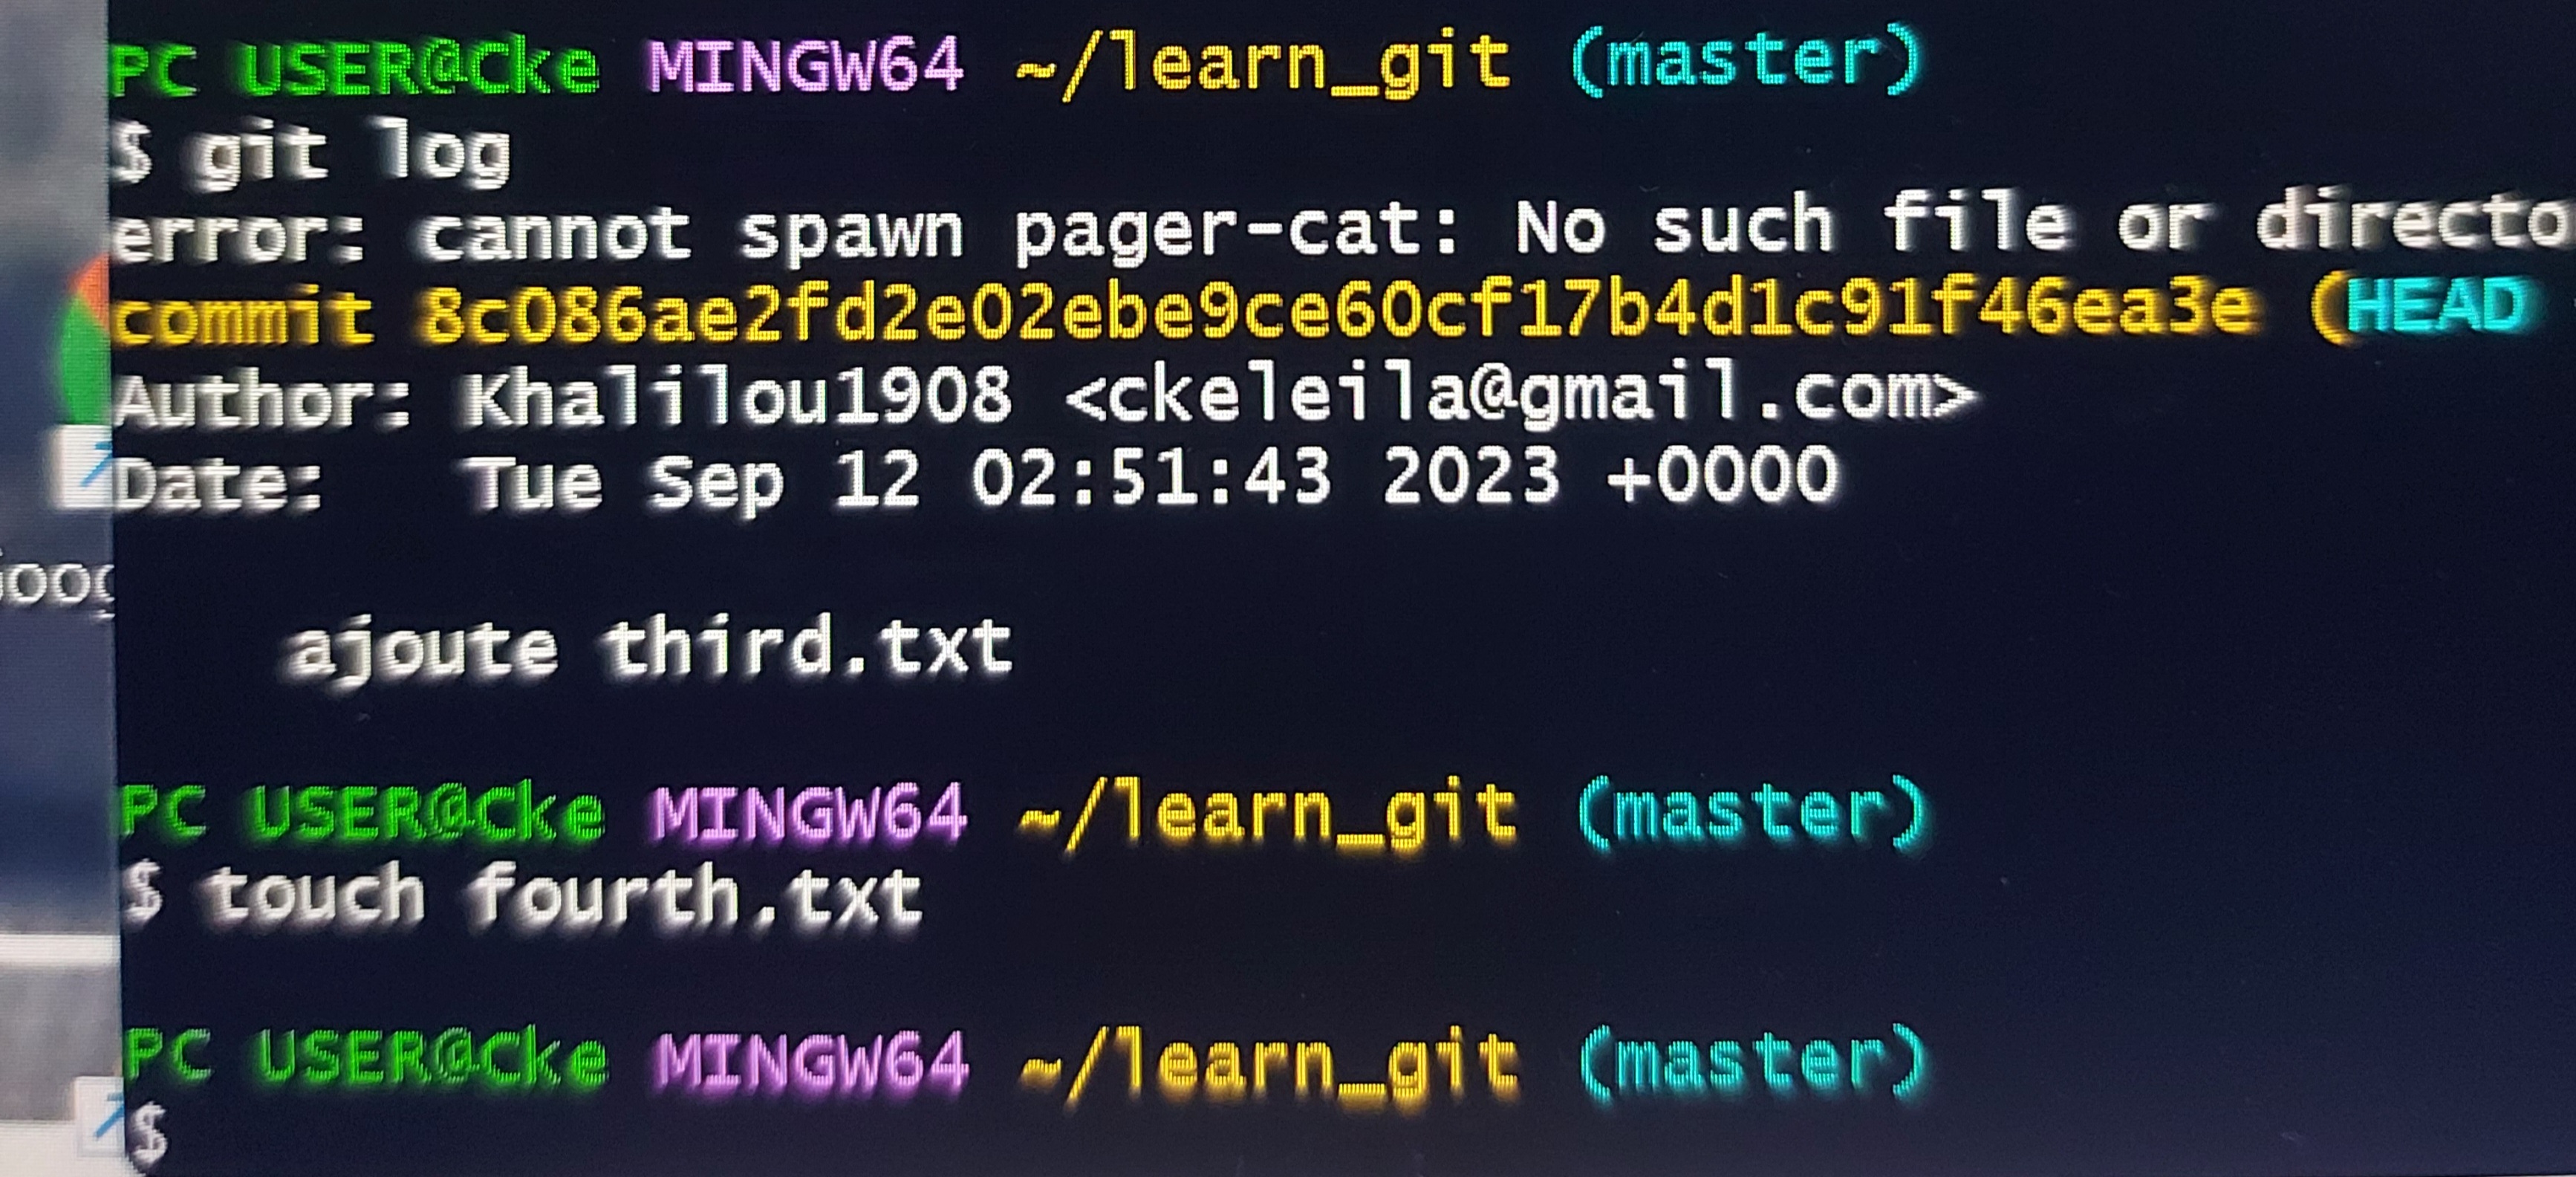 PC USER@Cke MINGW64 ~/learn_git (master)
$ git log
error: cannot spawn pager-cat: No such file or directo
commit 8c086ae2fd2e02ebe9ce60cf17b4d1c91f46ea3e (HEAD
Author: Khalilou1908 <ckeleila@gmail.com>
Date:   Tue Sep 12 02:51:43 2023 +0000
oog
ajoute third.txt
PC USER@Cke MINGW64 ~/learn_git (master)
$ touch fourth.txt
PC USER@Cke MINGW64 ~/learn_git (master)
$